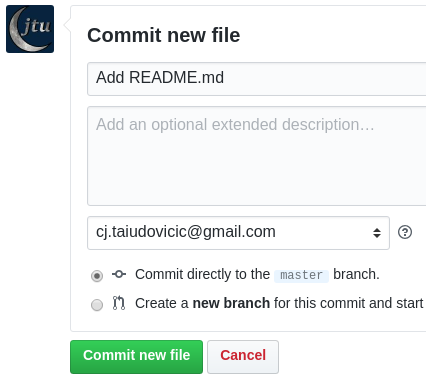 jtu
Commit new file
Add README.md
Add an optional extended description…
cj.taiudovicic@gmail.com
Commit directly to the master branch.
Create a new branch for this commit and start
Commit new file
Cancel